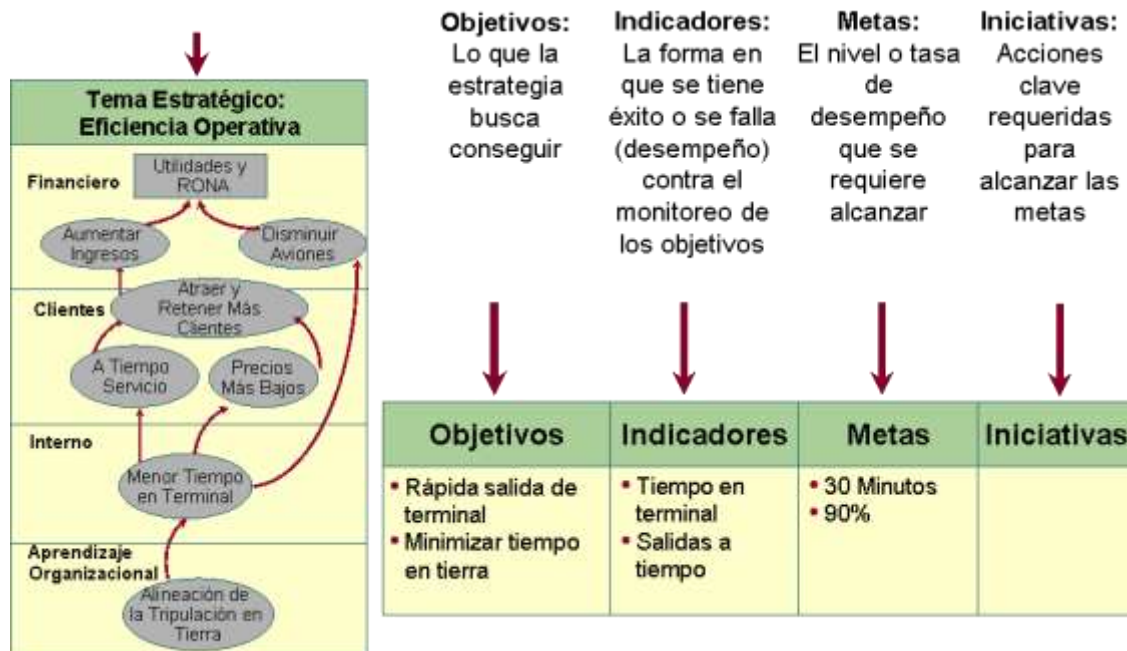 Tema Estratégico:
Eficiencia Operativa
Financiero
Utilidades y
RONA
Aumentar
Ingresos
Disminuir
Aviones
Clientes
Atraer y
Retener Más
Clientes
A Tiempo
Servicio
Precios
Más Bajos
Interno
Menor Tiempo
en Terminal
Aprendizaje
Organizacional
Alineación de
la Tripulación en
Tierra
Objetivos:
Lo que la
estrategia
busca
conseguir
Indicadores:
La forma en
que se tiene
éxito o se falla
(desempeño)
contra el
monitoreo de
los objetivos
Metas:
El nivel o tasa
de
desempeño
que se
requiere
alcanzar
Iniciativas:
Acciones
clave
requeridas
para
alcanzar las
metas
Objetivos
Indicadores
Metas
Iniciativas
• Rápida salida de
terminal
• Minimizar tiempo
en tierra
• Tiempo en
terminal
• Salidas a
tiempo
• 30 Minutos
• 90%